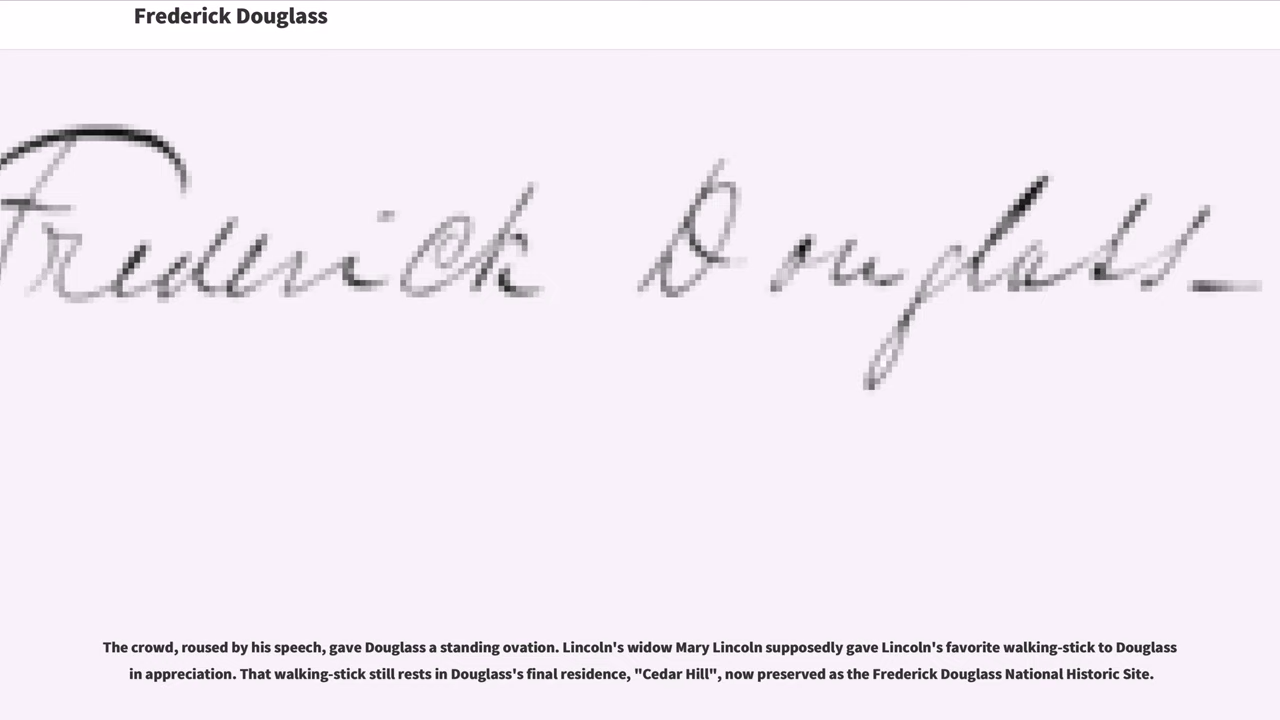 Frederick Douglass
Frederick Douglass
The crowd, roused by his speech, gave Douglass a standing ovation. Lincoln's widow Mary Lincoln supposedly gave Lincoln's favorite walking-stick to Douglass
in appreciation. That walking-stick still rests in Douglass's final residence, "Cedar Hill", now preserved as the Frederick Douglass National Historic Site.